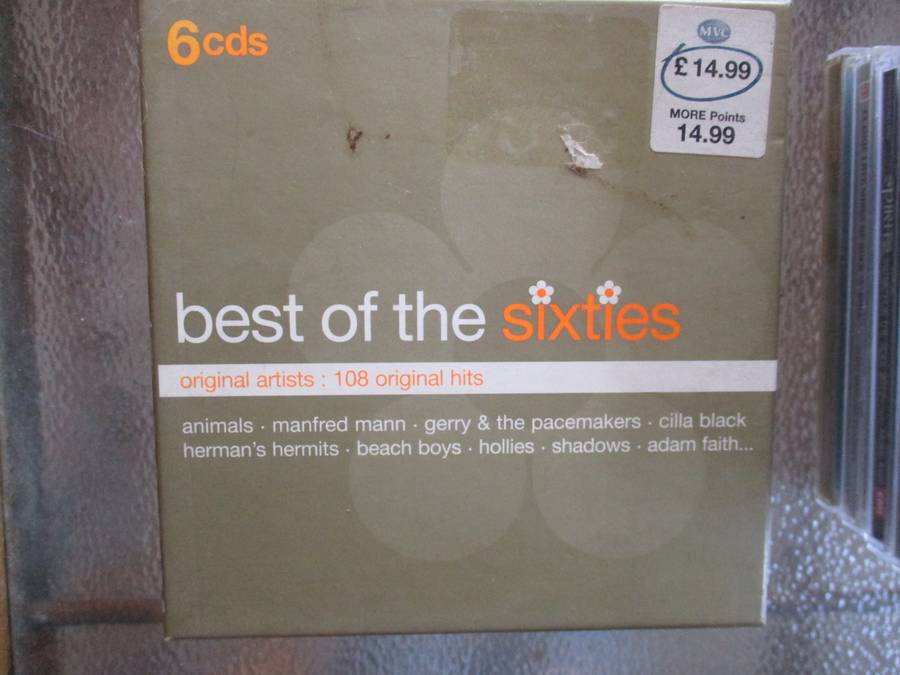 6cds
MVC
£14.99
MORE Points
14.99
best of the sixties
original artists : 108 original hits
animals · manfred mann · gerry & the pacemakers · cilla black
herman's hermits · beach boys · hollies · shadows · adam faith...